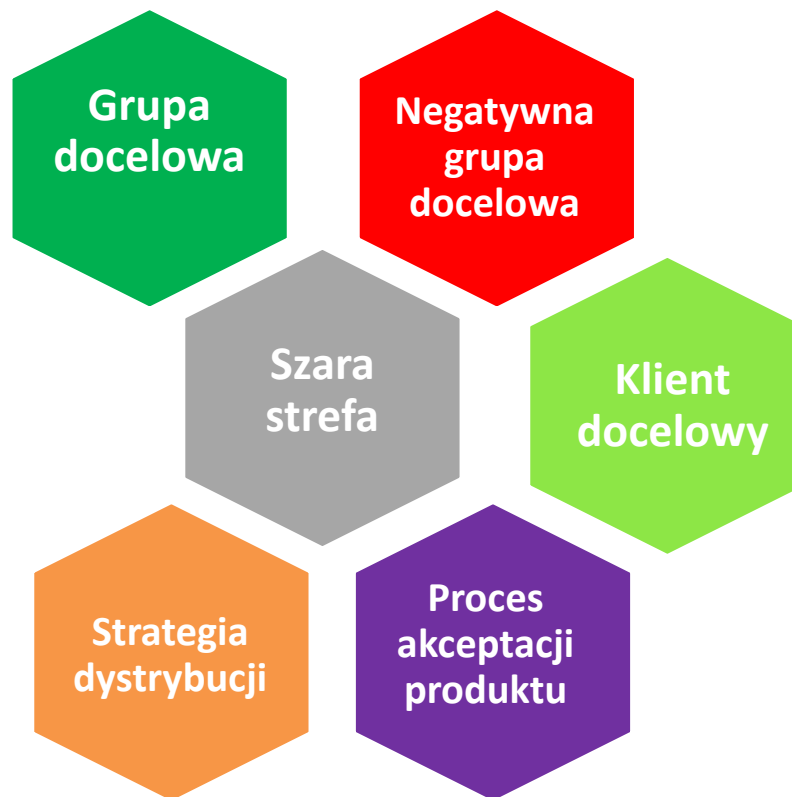 Grupa
docelowa
Negatywna
grupa
docelowa
Szara
strefa
Klient
docelowy
Strategia
dystrybucji
Proces
akceptacji
produktu